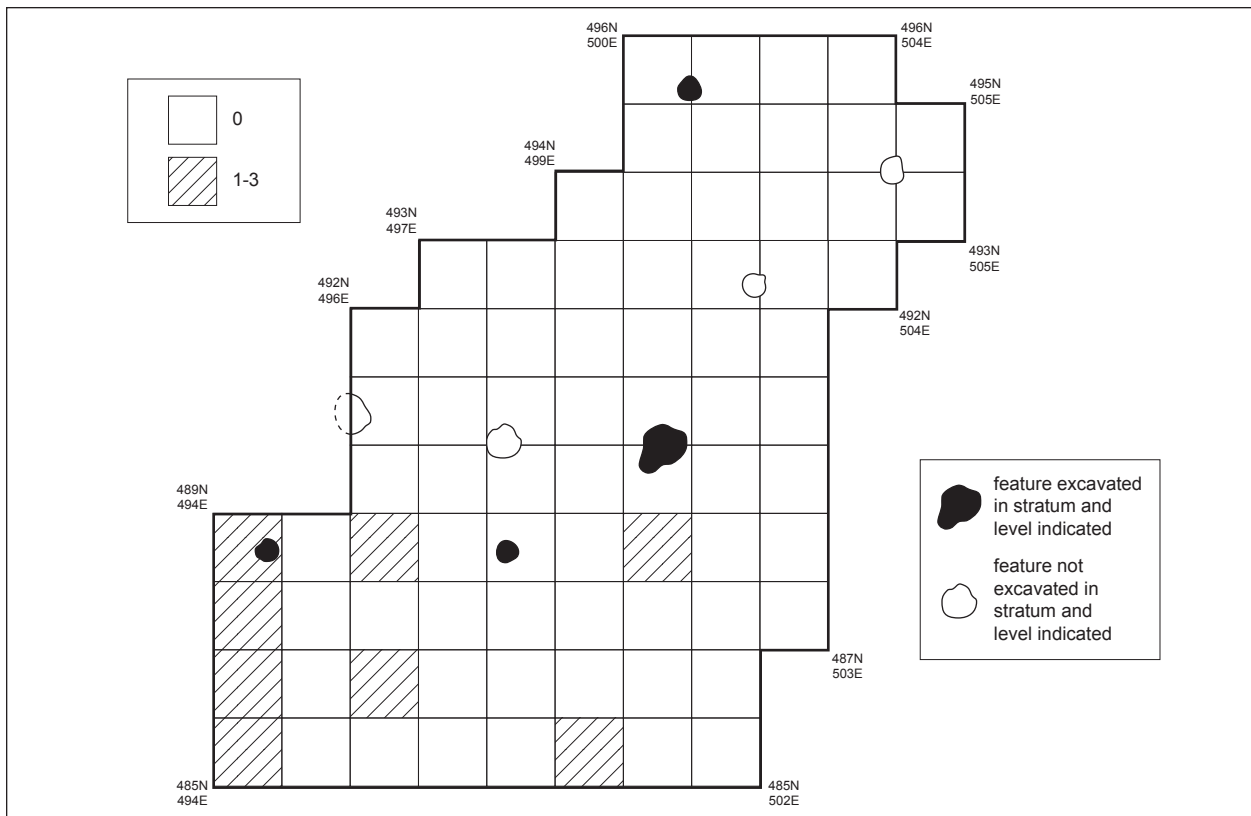 496N
500E
496N
504E
495N
505E
0
1-3
494N
499E
493N
497E
493N
505E
492N
496E
492N
504E
489N
494E
feature excavated
in stratum and
level indicated
feature not
excavated in
stratum and
level indicated
487N
503E
485N
494E
485N
502E